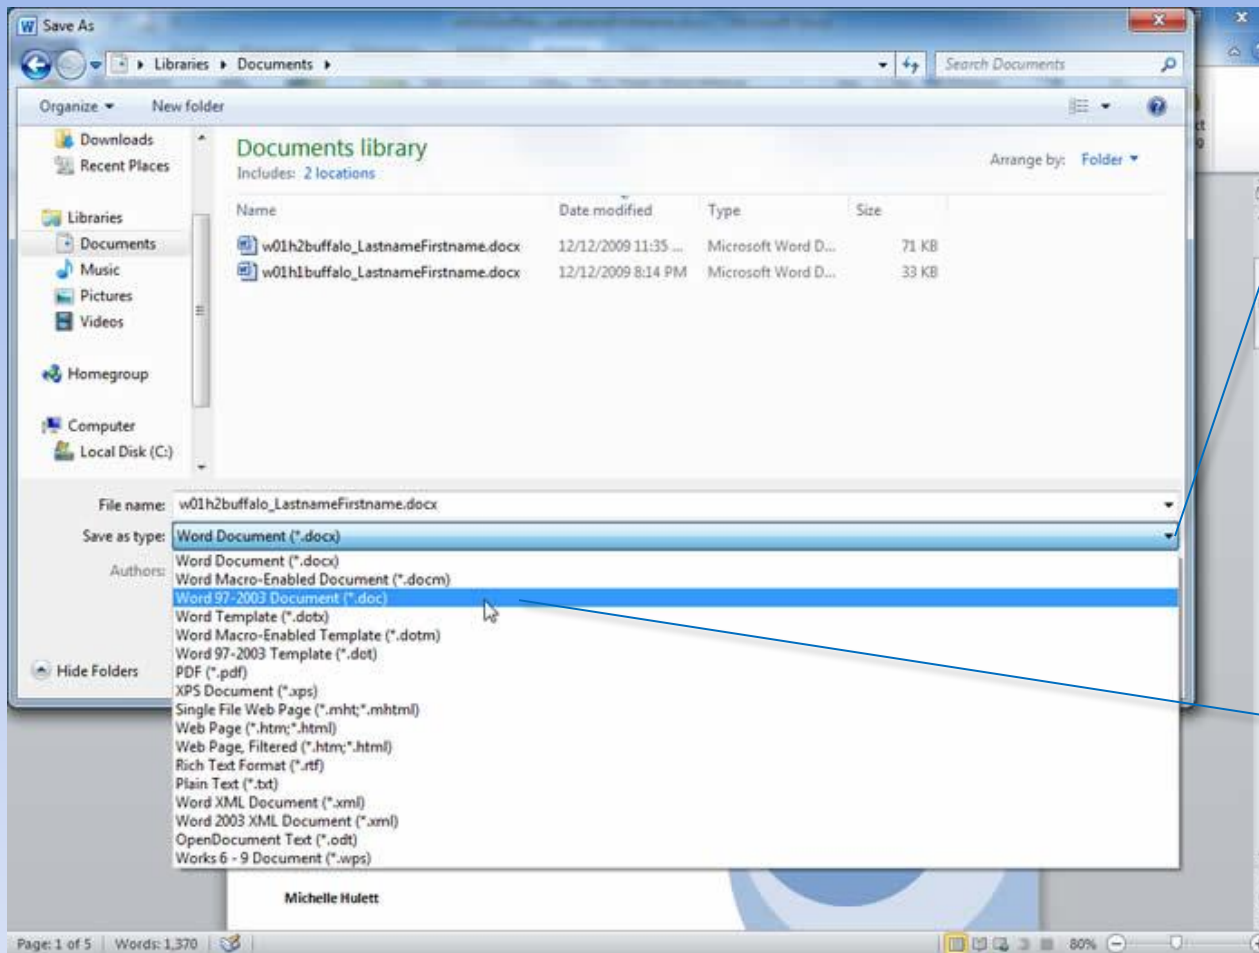 Save As
Libraries Documents
Search Documents
Organize New folder
Downloads
Recent Places
Libraries
Documents
Music
Pictures
Videos
Homegroup
Computer
Local Disk (C:)
Documents library
Includes: 2 locations
Arrange by: Folder
Name Date modified Type Size
w01h2buffalo_LastnameFirstname.docx 12/12/2009 11:35 ... Microsoft Word D... 71 KB
w01h1buffalo_LastnameFirstname.docx 12/12/2009 8:14 PM Microsoft Word D... 33 KB
File name: w01h2buffalo_LastnameFirstname.docx
Save as type: Word Document (*.docx)
Authors:
Word Document (*.docx)
Word Macro-Enabled Document (*.docm)
Word 97-2003 Document (*.doc)
Word Template (*.dotx)
Word Macro-Enabled Template (*.dotm)
Word 97-2003 Template (*.dot)
PDF (*.pdf)
XPS Document (*.xps)
Single File Web Page (*.mht;*.mhtml)
Web Page (*.htm;*.html)
Web Page, Filtered (*.htm;*.html)
Rich Text Format (*.rtf)
Plain Text (*.txt)
Word XML Document (*.xml)
Word 2003 XML Document (*.xml)
OpenDocument Text (*.odt)
Works 6 - 9 Document (*.wps)
Hide Folders
Michelle Hulett
Page: 1 of 5 Words: 1,370 80%